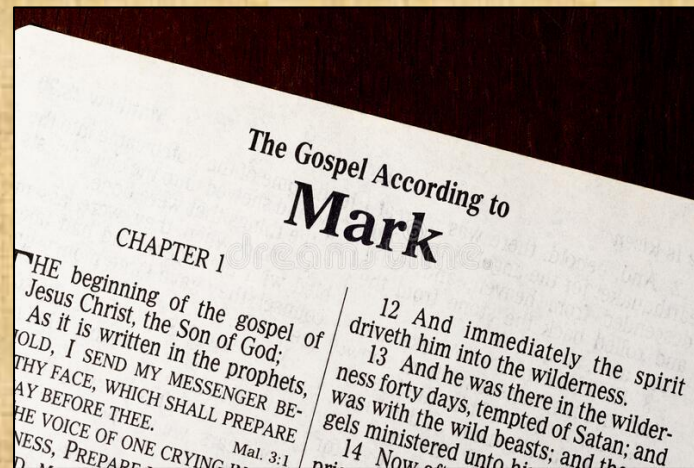 The Gospel According to
Mark
CHAPTER 1
THE beginning of the gospel of
Jesus Christ, the Son of God;
As it is written in the prophets,
HOLD, I SEND MY MESSENGER BE-
THY FACE, WHICH SHALL PREPARE
AY BEFORE THEE.
Mal. 3:1
HE VOICE OF ONE CRYING
NESS, PREPARE
12 And immediately the spirit
driveth him into the wilderness.
13 And he was there in the wilder-
ness forty days, tempted of Satan; and
was with the wild beasts; and the
gels ministered unto
14 Now
dreamstime